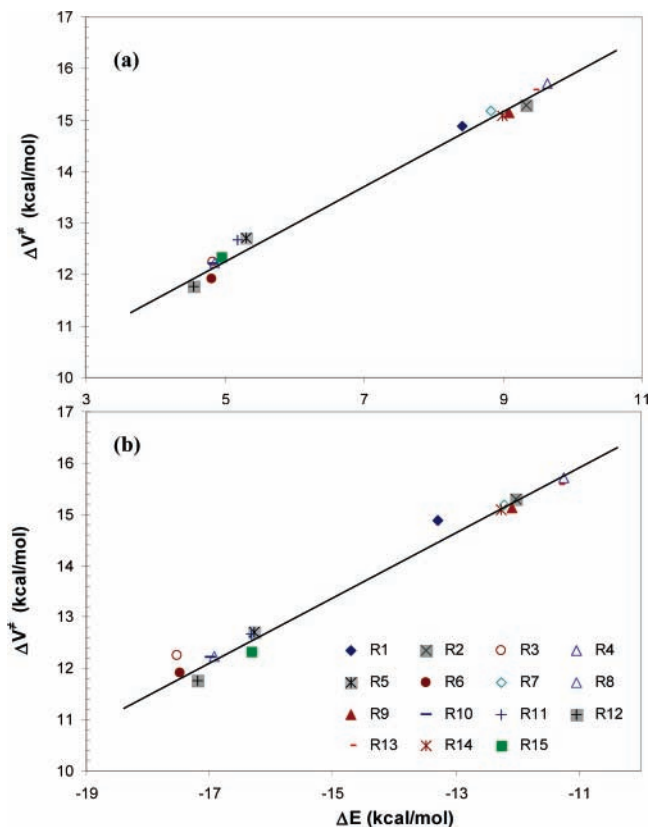 (a)
17
16
15
14
13
12
11
10
ΔV≠ (kcal/mol)
3 5 7 9 11
(b)
17
16
15
14
13
12
11
10
ΔV≠ (kcal/mol)
R1 R2 R3 R4
R5 R6 R7 R8
R9 R10 R11 R12
R13 R14 R15
-19 -17 -15 -13 -11
ΔE (kcal/mol)